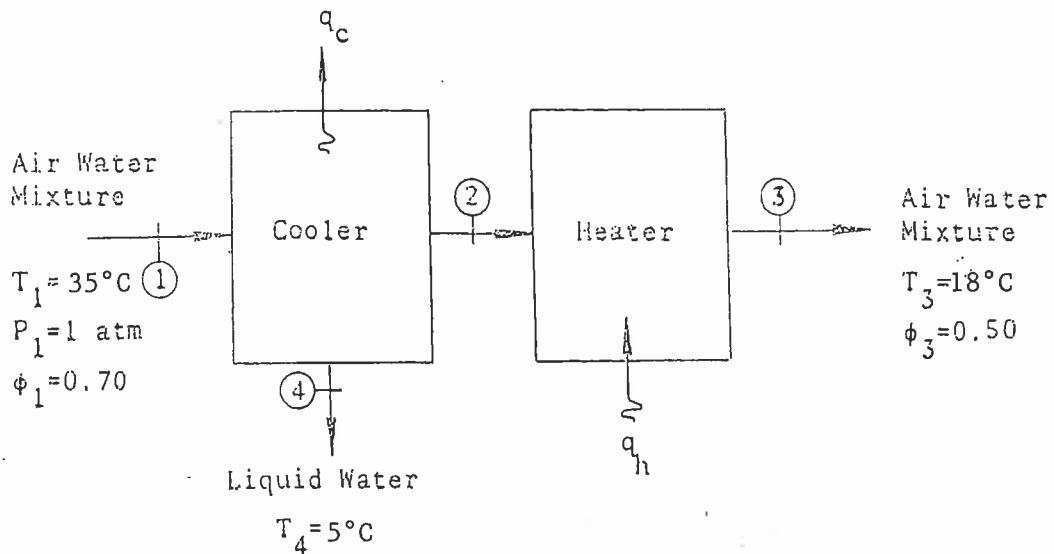 q_c
Air Water
Mixture
1
T_1=35°C
P_1=1 atm
ϕ_1=0.70
Cooler
2
Heater
3
Air Water
Mixture
T_3=18°C
ϕ_3=0.50
4
q_h
Liquid Water
T_4=5°C